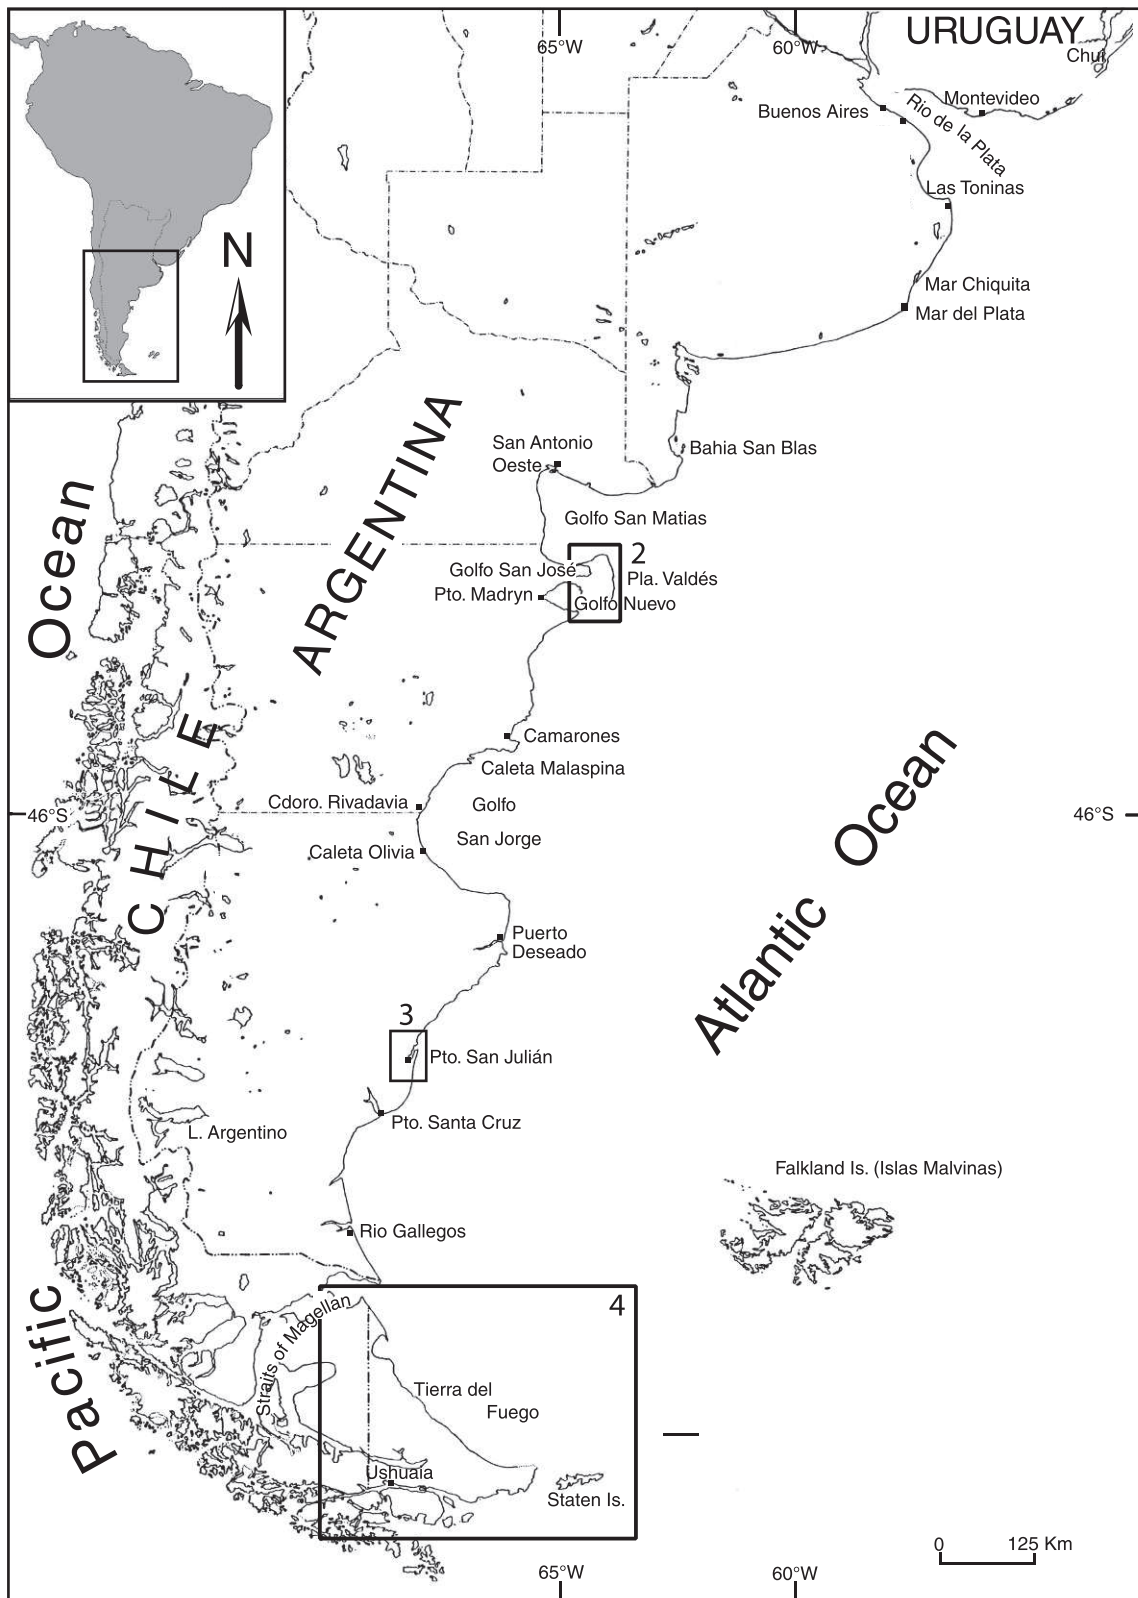 65°W
60°W
URUGUAY
Chuí
Montevideo
Buenos Aires
Rio de la Plata
Las Toninas
N
Mar Chiquita
Mar del Plata
San Antonio
Oeste
Bahia San Blas
ARGENTINA
Golfo San Matias
2
Golfo San José
Pla. Valdés
Pto. Madryn
Golfo Nuevo
Camarones
Caleta Malaspina
CHILE
Cdoro. Rivadavia
Golfo
San Jorge
46°S
46°S
Caleta Olivia
Puerto
Deseado
Atlantic Ocean
3
Pto. San Julián
Pto. Santa Cruz
L. Argentino
Falkland Is. (Islas Malvinas)
Rio Gallegos
Pacific Ocean
4
Straits of Magellan
Tierra del
Fuego
Ushuaia
Staten Is.
0 125 Km
65°W
60°W